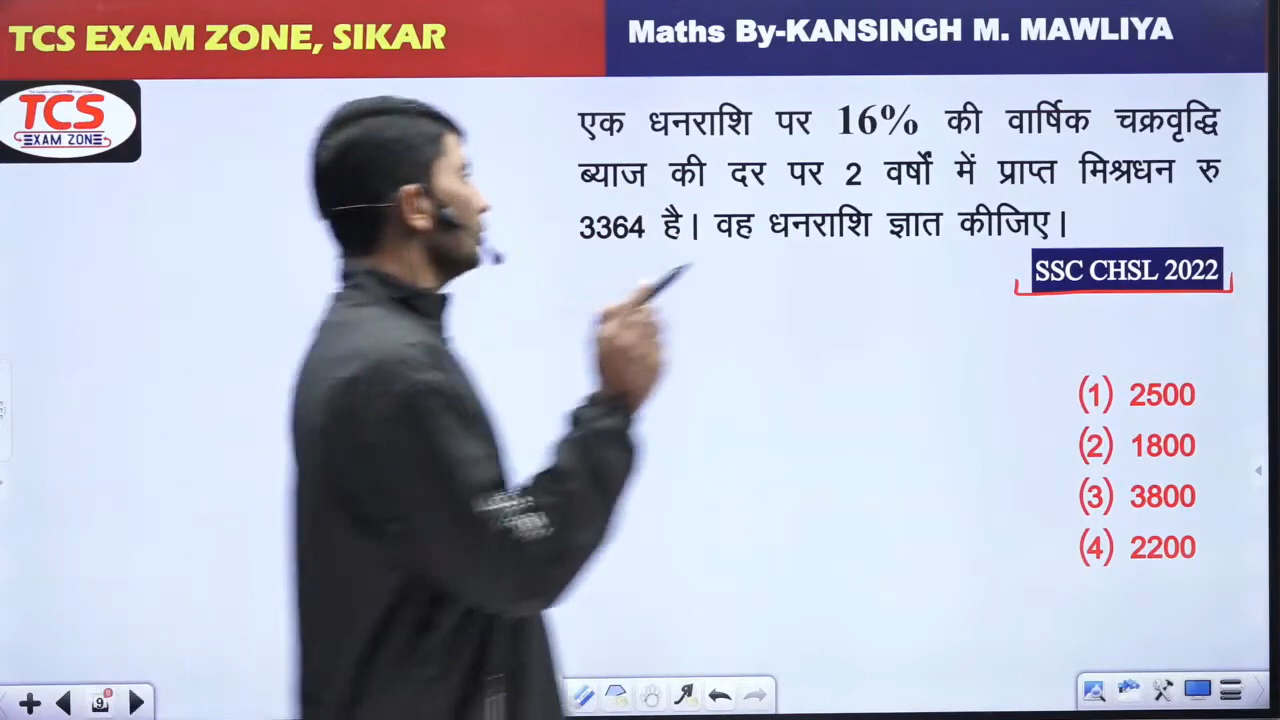 TCS EXAM ZONE, SIKAR
Maths By-KANSINGH M. MAWLIYA
TCS
EXAM ZONE
एक धनराशि पर 16% की वार्षिक चक्रवृद्धि
ब्याज की दर पर 2 वर्षों में प्राप्त मिश्रधन रु
3364 है। वह धनराशि ज्ञात कीजिए।
SSC CHSL 2022
(1) 2500
(2) 1800
(3) 3800
(4) 2200
9